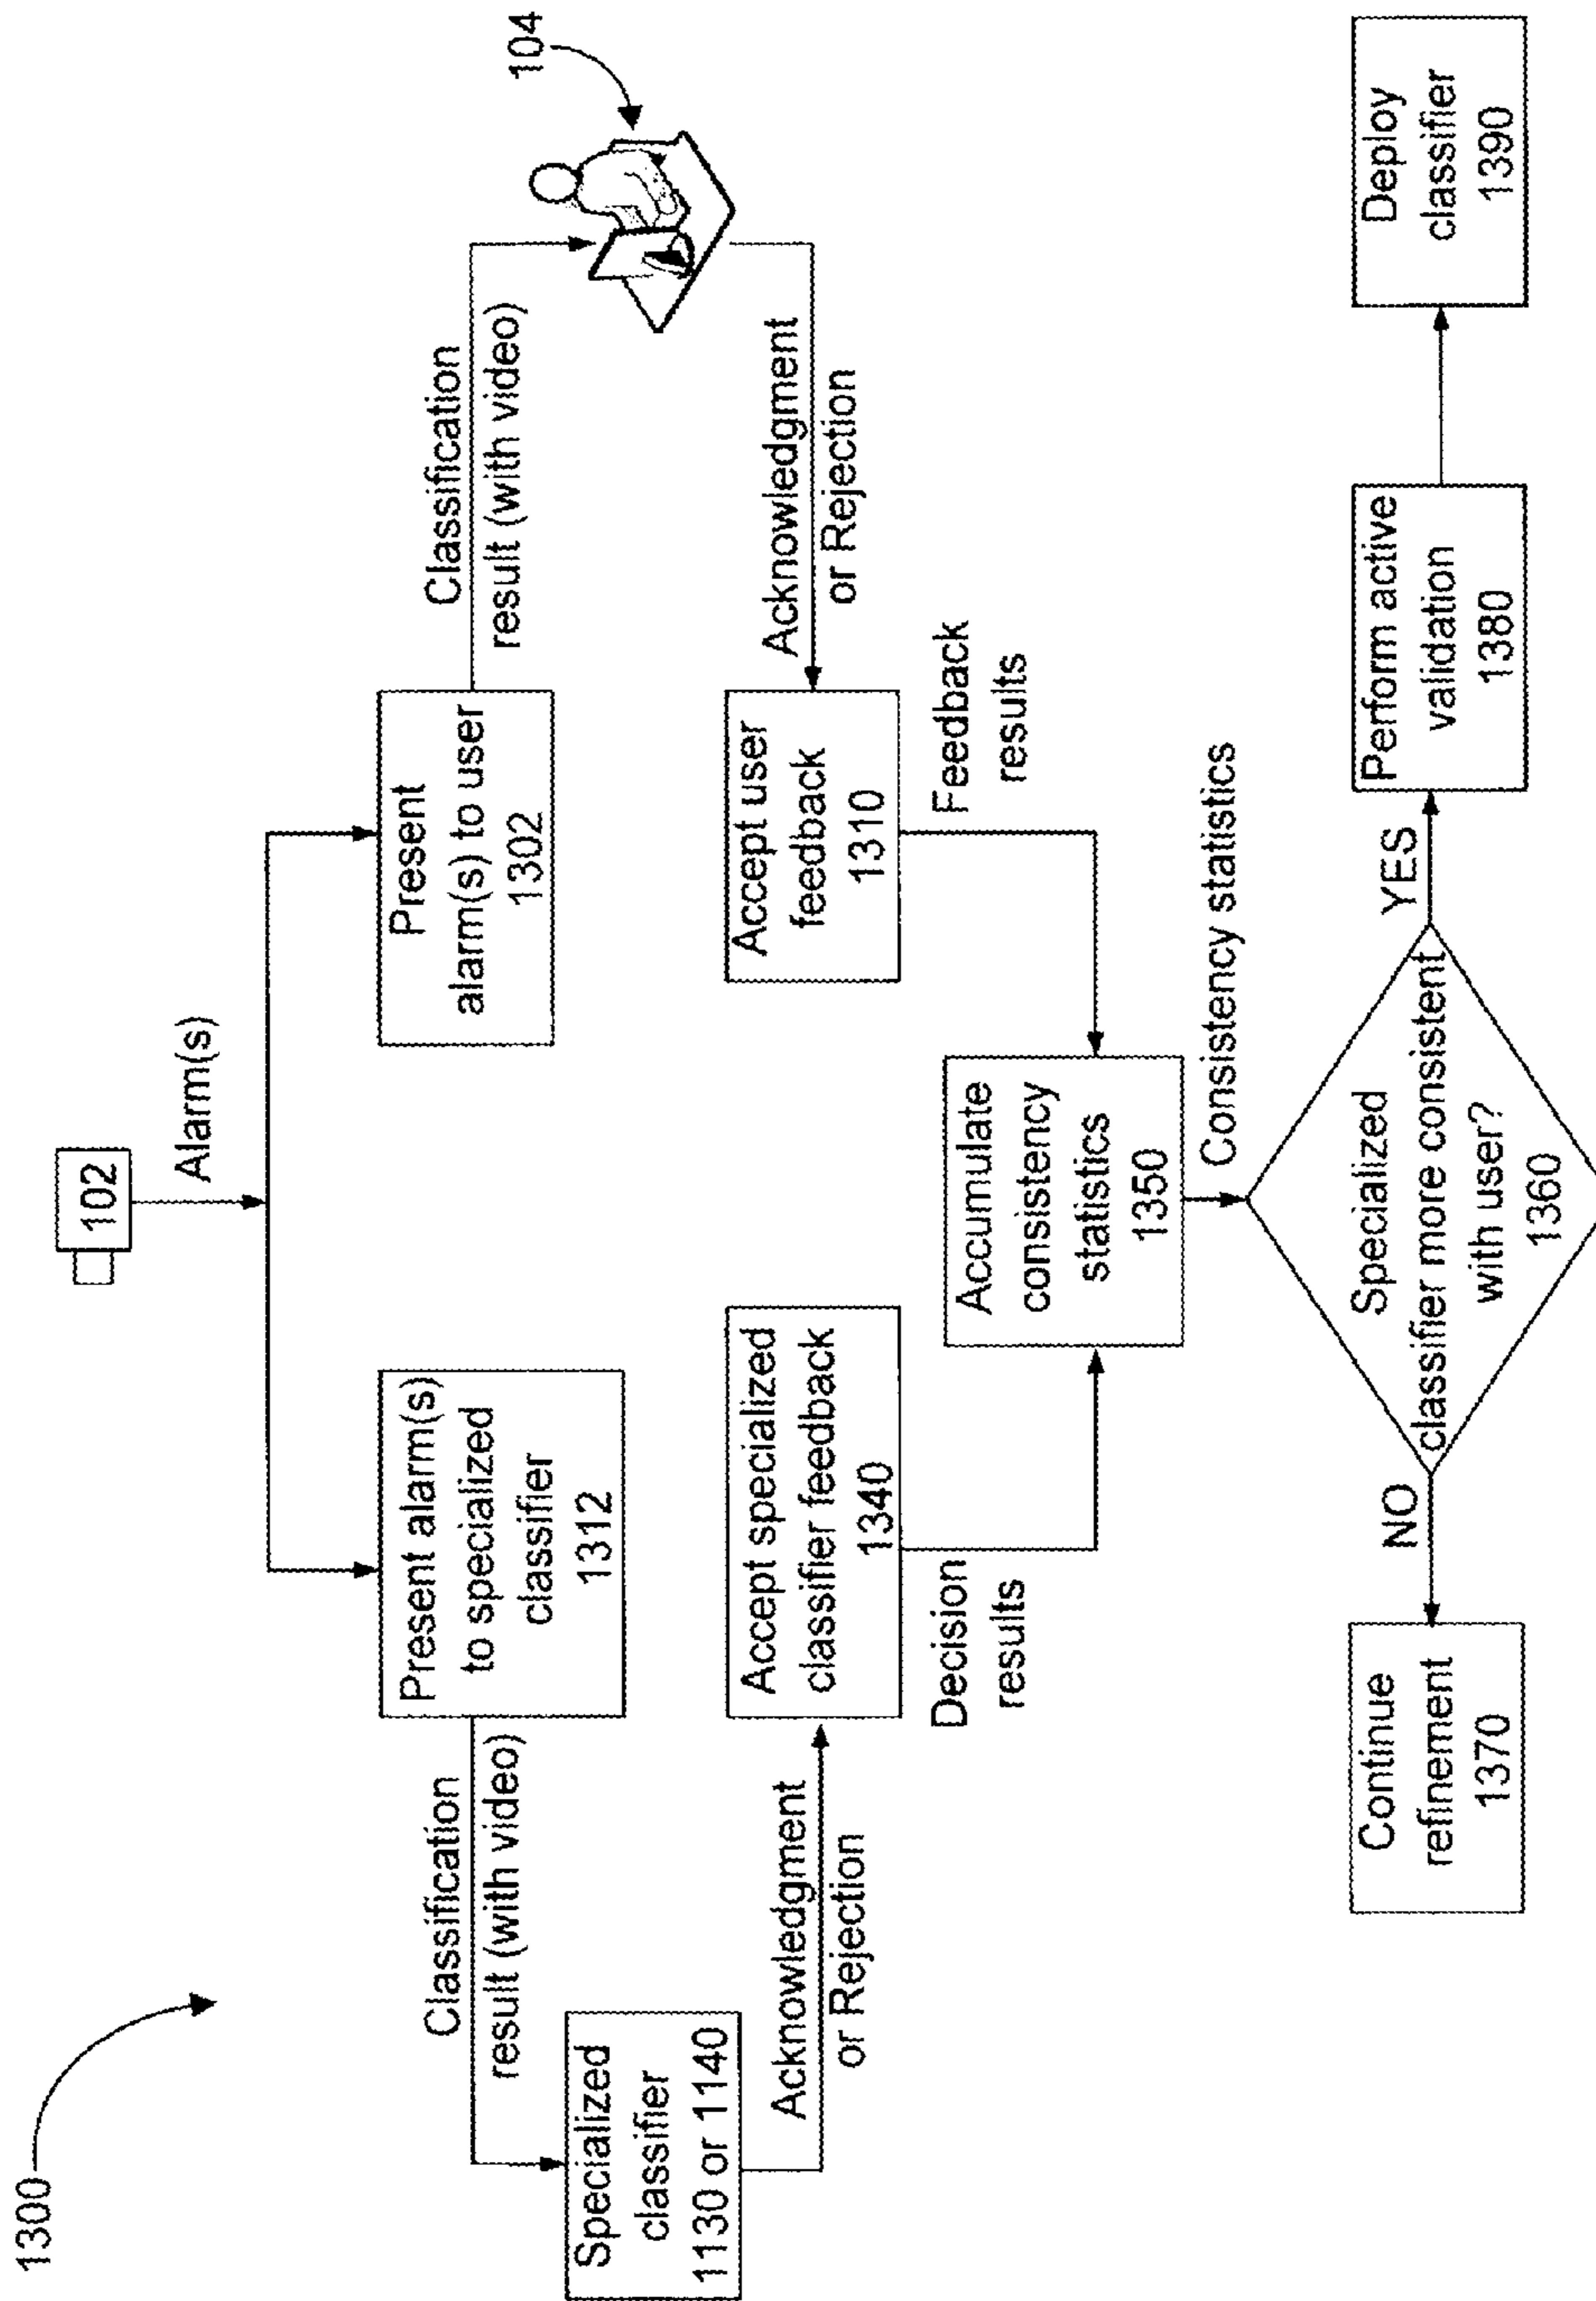 1300
102
Alarm(s)
Present alarm(s)
to specialized
classifier
1312
Present
alarm(s) to user
1302
Classification
result (with video)
Classification
result (with video)
104
Specialized
classifier
1130 or 1140
Acknowledgment
or Rejection
Accept specialized
classifier feedback
1340
Accept user
feedback
1310
Acknowledgment
or Rejection
Decision
results
Feedback
results
Accumulate
consistency
statistics
1350
Consistency statistics
Specialized
classifier more consistent
with user?
1360
NO
YES
Continue
refinement
1370
Perform active
validation
1380
Deploy
classifier
1390